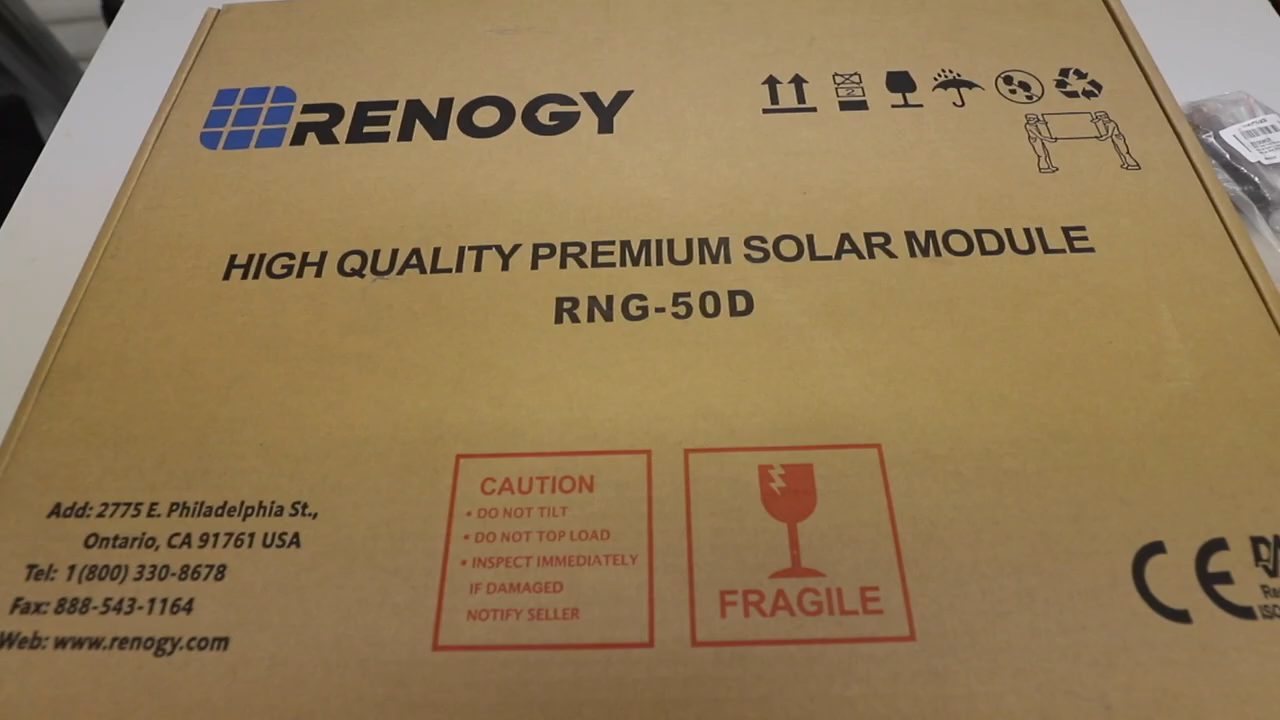 RENOGY
2
HIGH QUALITY PREMIUM SOLAR MODULE
RNG-50D
Add: 2775 E. Philadelphia St.,
Ontario, CA 91761 USA
Tel: 1(800) 330-8678
Fax: 888-543-1164
Web: www.renogy.com
CAUTION
• DO NOT TILT
• DO NOT TOP LOAD
• INSPECT IMMEDIATELY
IF DAMAGED
NOTIFY SELLER
FRAGILE
CE